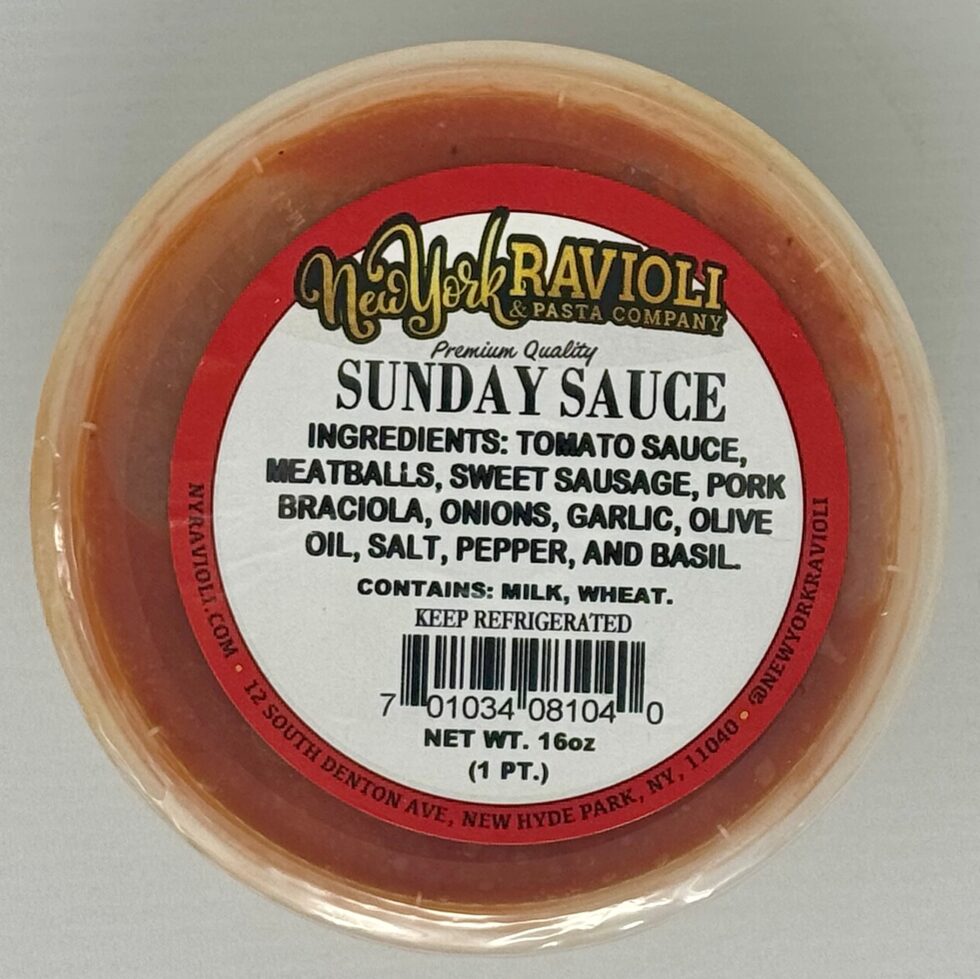 New York RAVIOLI
& PASTA COMPANY
Premium Quality
SUNDAY SAUCE
INGREDIENTS: TOMATO SAUCE,
MEATBALLS, SWEET SAUSAGE, PORK
BRACIOLA, ONIONS, GARLIC, OLIVE
OIL, SALT, PEPPER, AND BASIL.
CONTAINS: MILK, WHEAT.
KEEP REFRIGERATED
7 01034 08104 0
NET WT. 16oz
(1 PT.)
NYRAVIOLI.COM • 12 SOUTH DENTON AVE, NEW HYDE PARK, NY, 11040 • @NEWYORKRAVIOLI